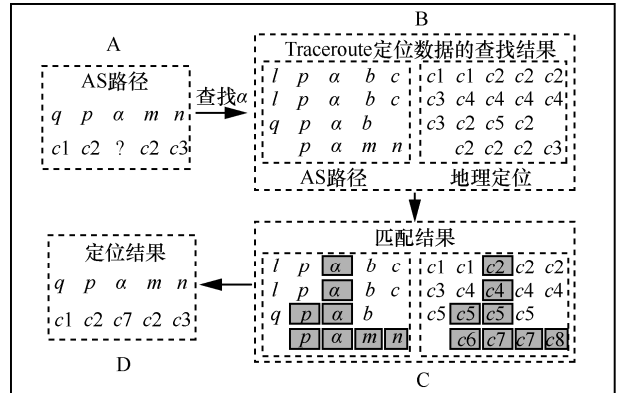 A
AS路径
q p α m n
c1 c2 ? c2 c3
查找α
B
Traceroute定位数据的查找结果
l p α b c c1 c1 c2 c2 c2
l p α b c c3 c4 c4 c4 c4
q p α b c3 c2 c5 c2
p α m n c2 c2 c2 c3
AS路径 地理定位
匹配结果
l p α b c c1 c1 c2 c2 c2
l p α b c c3 c4 c4 c4 c4
q p α b c5 c5 c5 c5
p α m n c6 c7 c7 c8
C
定位结果
q p α m n
c1 c2 c7 c2 c3
D